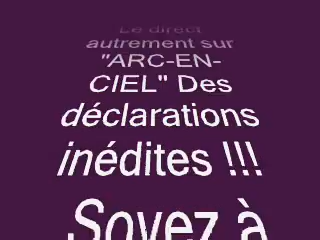 Le direct
autrement sur
"ARC-EN-
CIEL" Des
déclarations
inédites !!!
Soyez à